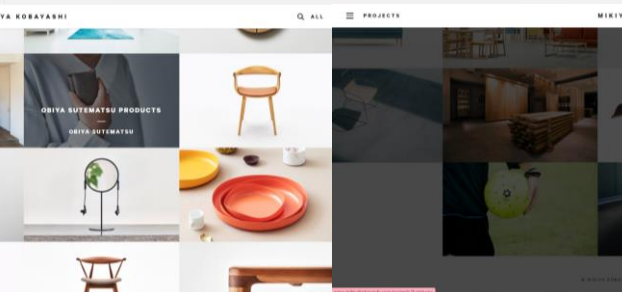 YA KOBAYASHI
ALL
OBIYA SUTEMATSU PRODUCTS
OBIYA SUTEMATSU
PROJECTS
MIKIY